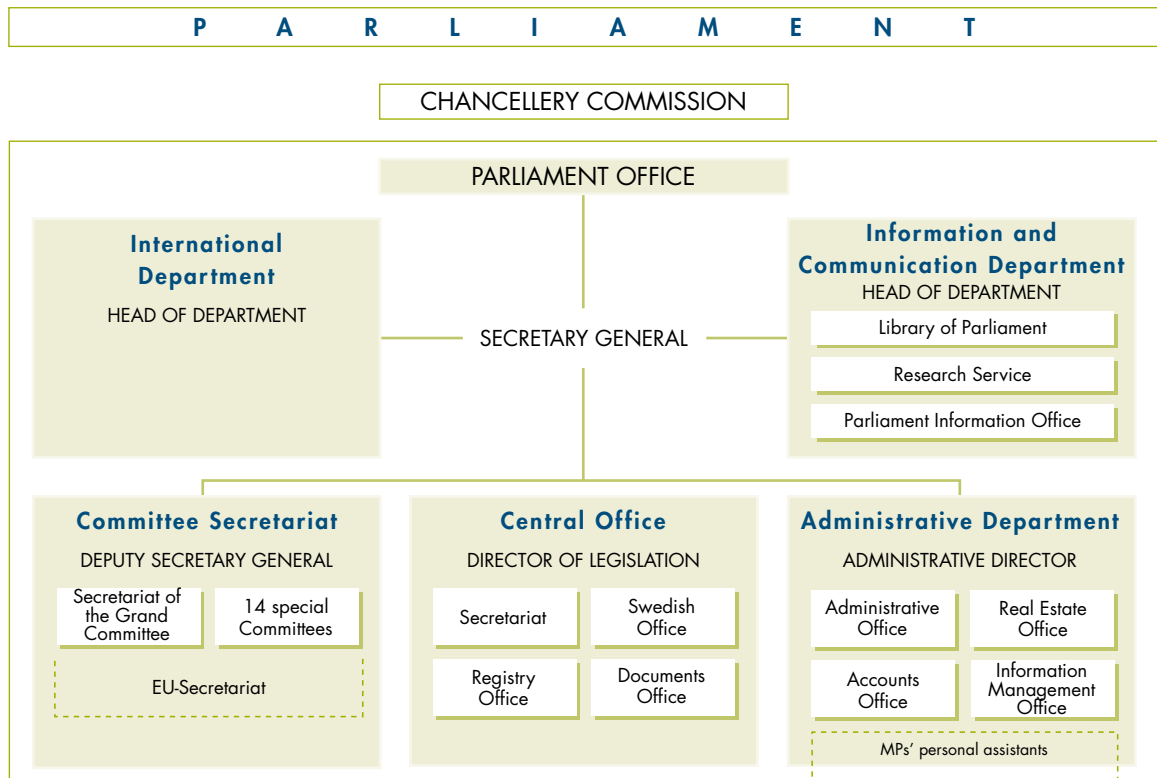 PARLIAMENT
CHANCELLERY COMMISSION
PARLIAMENT OFFICE
International
Department
HEAD OF DEPARTMENT
SECRETARY GENERAL
Information and
Communication Department
HEAD OF DEPARTMENT
Library of Parliament
Research Service
Parliament Information Office
Committee Secretariat
DEPUTY SECRETARY GENERAL
Secretariat of
the Grand
Committee
14 special
Committees
EU-Secretariat
Central Office
DIRECTOR OF LEGISLATION
Secretariat
Swedish
Office
Registry
Office
Documents
Office
Administrative Department
ADMINISTRATIVE DIRECTOR
Administrative
Office
Real Estate
Office
Accounts
Office
Information
Management
Office
MPs' personal assistants